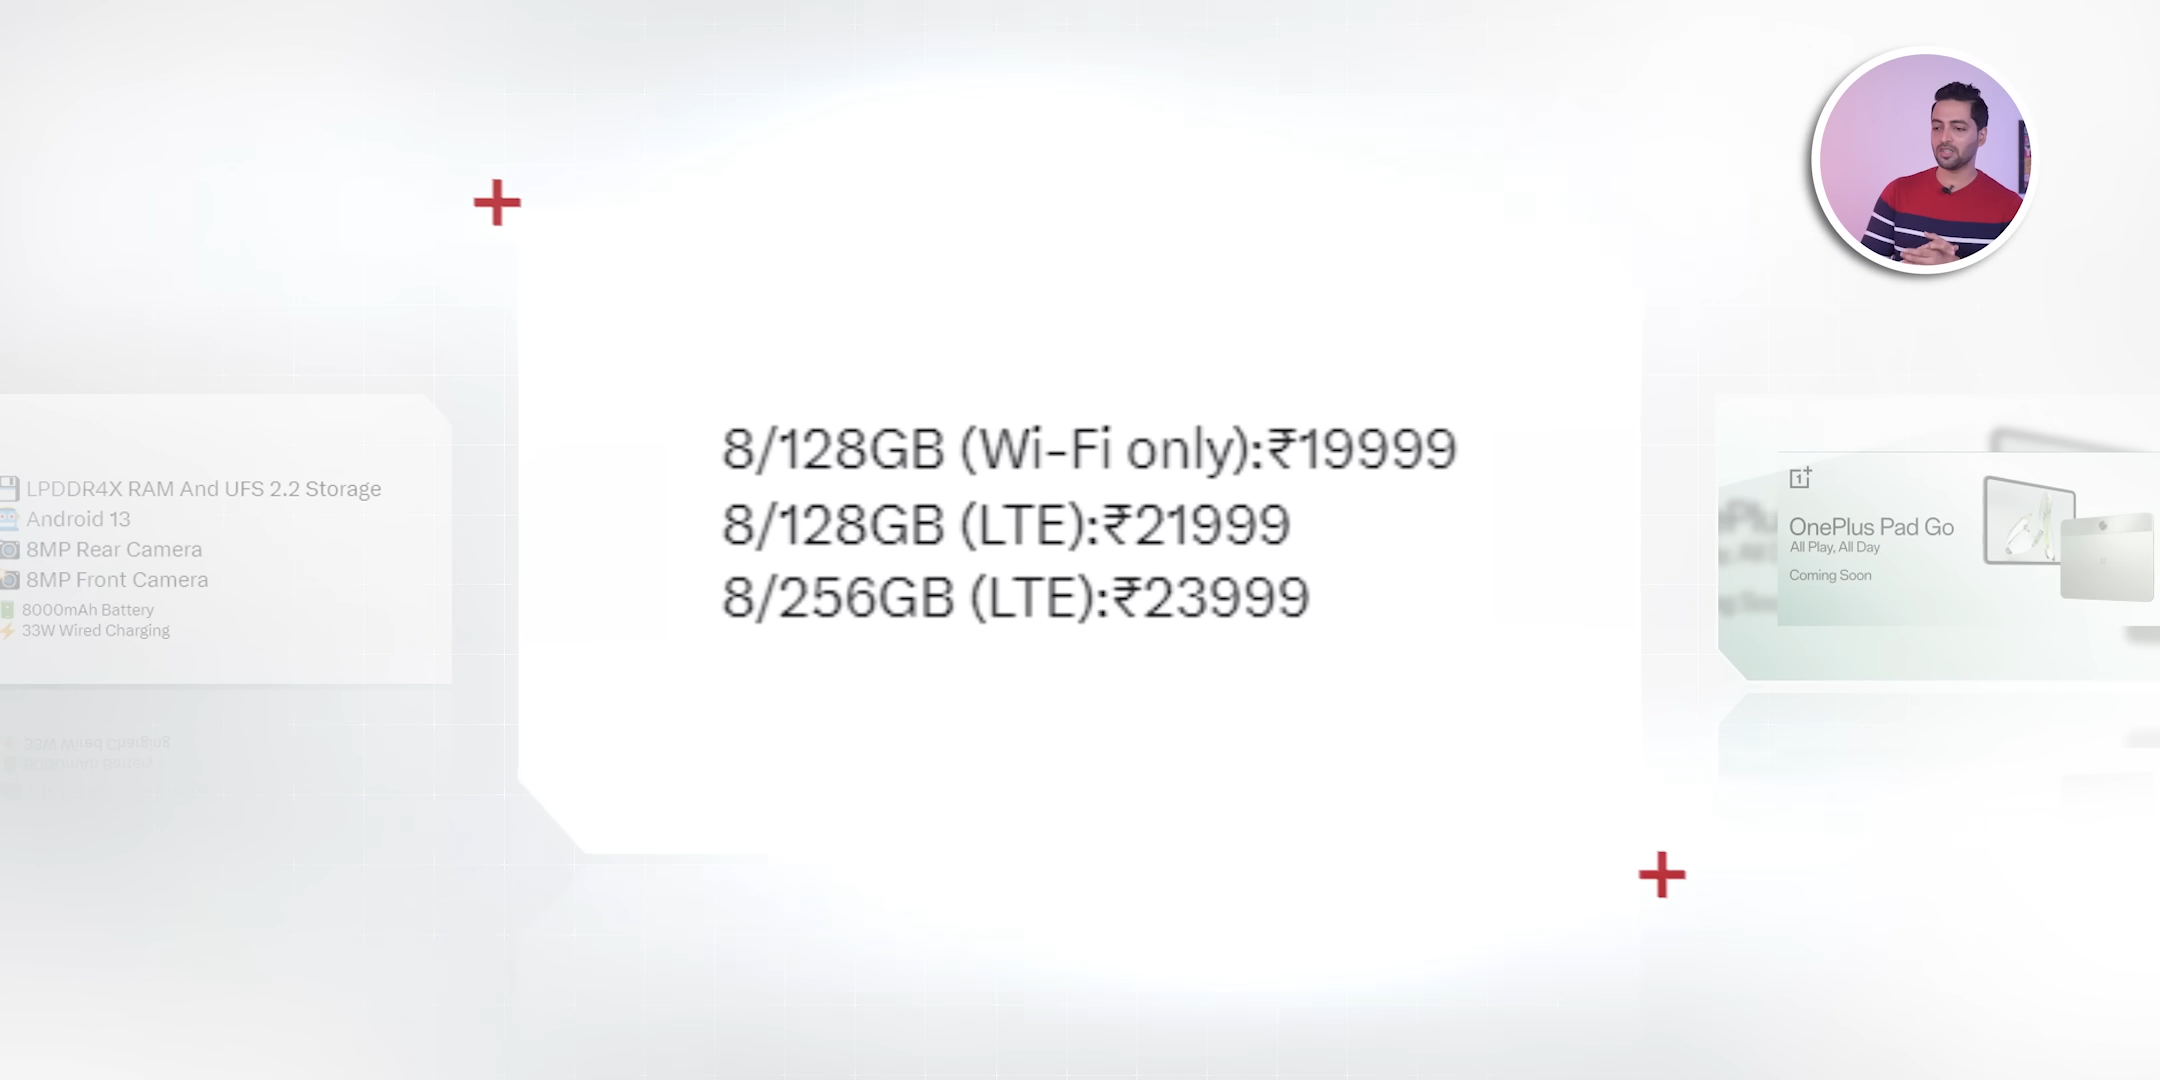 LPDDR4X RAM And UFS 2.2 Storage
Android 13
8MP Rear Camera
8MP Front Camera
8000mAh Battery
33W Wired Charging
8/128GB (Wi-Fi only):₹19999
8/128GB (LTE):₹21999
8/256GB (LTE):₹23999
OnePlus Pad Go
All Play, All Day
Coming Soon